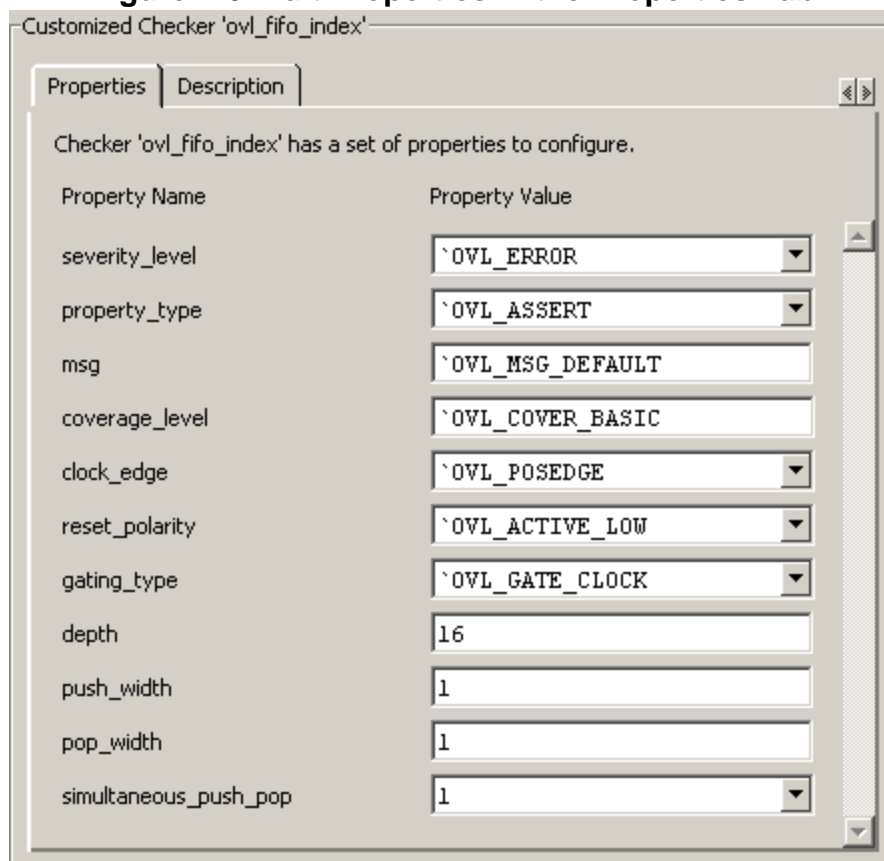 Customized Checker 'ovl_fifo_index'
Properties Description
Checker 'ovl_fifo_index' has a set of properties to configure.
Property Name Property Value
severity_level `OVL_ERROR
property_type `OVL_ASSERT
msg `OVL_MSG_DEFAULT
coverage_level `OVL_COVER_BASIC
clock_edge `OVL_POSEDGE
reset_polarity `OVL_ACTIVE_LOW
gating_type `OVL_GATE_CLOCK
depth 16
push_width 1
pop_width 1
simultaneous_push_pop 1